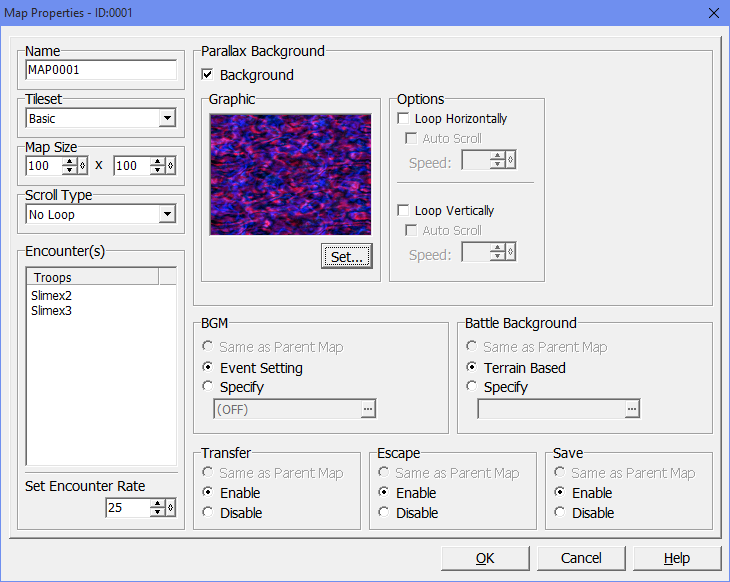 Map Properties - ID:0001
Name
MAP0001
Tileset
Basic
Map Size
100 x 100
Scroll Type
No Loop
Encounter(s)
Troops
Slimex2
Slimex3
Set Encounter Rate
25
Parallax Background
Background
Graphic
Set...
Options
Loop Horizontally
Auto Scroll
Speed:
Loop Vertically
Auto Scroll
Speed:
BGM
Same as Parent Map
Event Setting
Specify
(OFF)
...
Battle Background
Same as Parent Map
Terrain Based
Specify
...
Transfer
Same as Parent Map
Enable
Disable
Escape
Same as Parent Map
Enable
Disable
Save
Same as Parent Map
Enable
Disable
OK
Cancel
Help